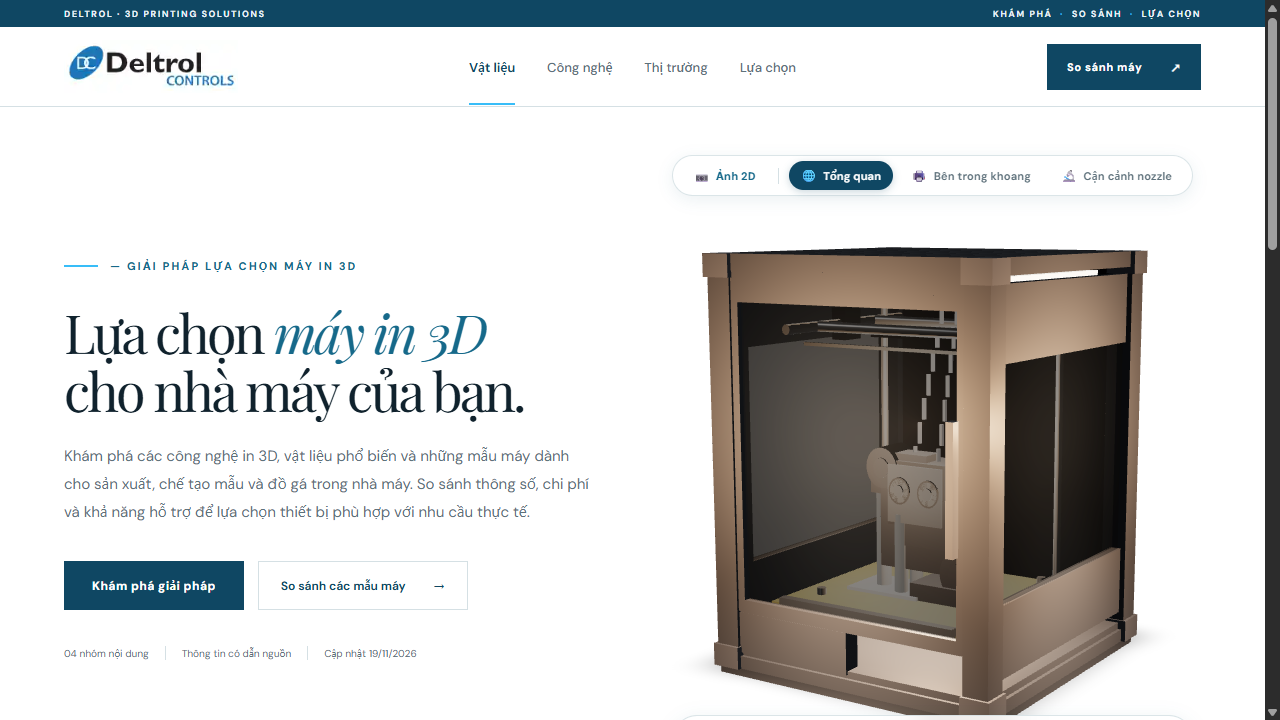 DELTROL · 3D PRINTING SOLUTIONS
KHÁM PHÁ · SO SÁNH · LỰA CHỌN
DC Deltrol
CONTROLS
Vật liệu
Công nghệ
Thị trường
Lựa chọn
So sánh máy ↗
Ảnh 2D
Tổng quan
Bên trong khoang
Cận cảnh nozzle
— GIẢI PHÁP LỰA CHỌN MÁY IN 3D
Lựa chọn máy in 3D
cho nhà máy của bạn.
Khám phá các công nghệ in 3D, vật liệu phổ biến và những mẫu máy dành
cho sản xuất, chế tạo mẫu và đồ gá trong nhà máy. So sánh thông số, chi phí
và khả năng hỗ trợ để lựa chọn thiết bị phù hợp với nhu cầu thực tế.
Khám phá giải pháp
So sánh các mẫu máy →
04 nhóm nội dung
Thông tin có dẫn nguồn
Cập nhật 19/11/2026